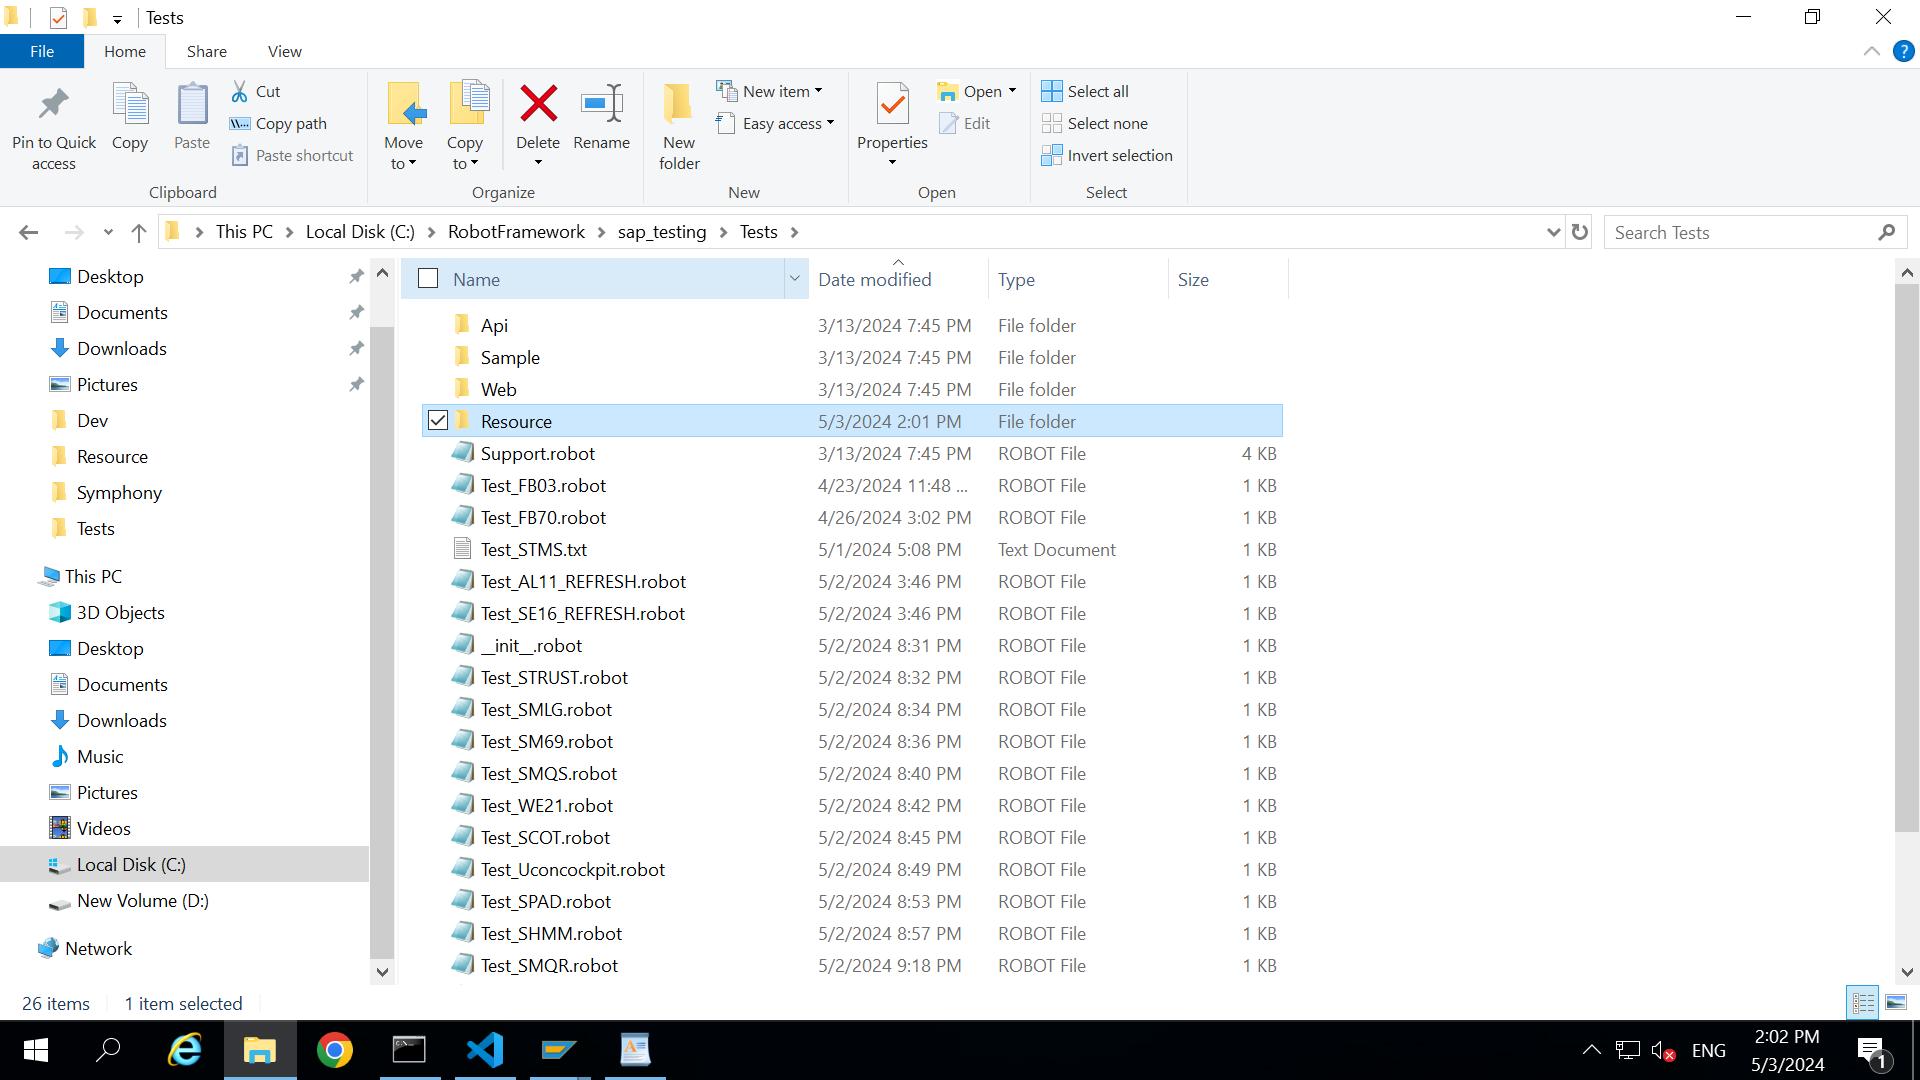 Tests
File
Home
Share
View
Pin to Quick access
Copy
Paste
Cut
Copy path
Paste shortcut
Clipboard
Move to
Copy to
Delete
Rename
Organize
New folder
New item
Easy access
New
Properties
Open
Edit
Open
Select all
Select none
Invert selection
Select
This PC > Local Disk (C:) > RobotFramework > sap_testing > Tests >
Search Tests
Desktop
Documents
Downloads
Pictures
Dev
Resource
Symphony
Tests
This PC
3D Objects
Desktop
Documents
Downloads
Music
Pictures
Videos
Local Disk (C:)
New Volume (D:)
Network
Name Date modified Type Size
Api 3/13/2024 7:45 PM File folder
Sample 3/13/2024 7:45 PM File folder
Web 3/13/2024 7:45 PM File folder
Resource 5/3/2024 2:01 PM File folder
Support.robot 3/13/2024 7:45 PM ROBOT File 4 KB
Test_FB03.robot 4/23/2024 11:48 ... ROBOT File 1 KB
Test_FB70.robot 4/26/2024 3:02 PM ROBOT File 1 KB
Test_STMS.txt 5/1/2024 5:08 PM Text Document 1 KB
Test_AL11_REFRESH.robot 5/2/2024 3:46 PM ROBOT File 1 KB
Test_SE16_REFRESH.robot 5/2/2024 3:46 PM ROBOT File 1 KB
__init__.robot 5/2/2024 8:31 PM ROBOT File 1 KB
Test_STRUST.robot 5/2/2024 8:32 PM ROBOT File 1 KB
Test_SMLG.robot 5/2/2024 8:34 PM ROBOT File 1 KB
Test_SM69.robot 5/2/2024 8:36 PM ROBOT File 1 KB
Test_SMQS.robot 5/2/2024 8:40 PM ROBOT File 1 KB
Test_WE21.robot 5/2/2024 8:42 PM ROBOT File 1 KB
Test_SCOT.robot 5/2/2024 8:45 PM ROBOT File 1 KB
Test_Uconcockpit.robot 5/2/2024 8:49 PM ROBOT File 1 KB
Test_SPAD.robot 5/2/2024 8:53 PM ROBOT File 1 KB
Test_SHMM.robot 5/2/2024 8:57 PM ROBOT File 1 KB
Test_SMQR.robot 5/2/2024 9:18 PM ROBOT File 1 KB
26 items 1 item selected
ENG
2:02 PM
5/3/2024
1